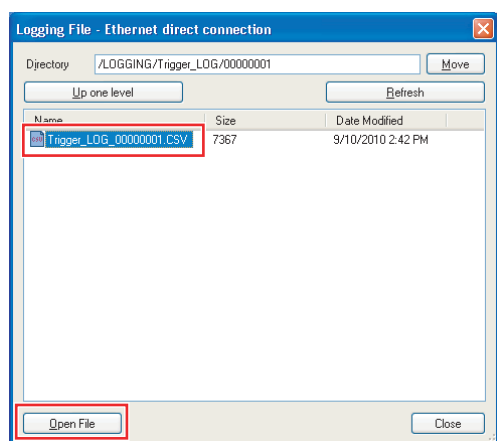 Logging File - Ethernet direct connection
Directory /LOGGING/Trigger_LOG/00000001 Move
Up one level Refresh
Name Size Date Modified
Trigger_LOG_00000001.CSV 7367 9/10/2010 2:42 PM
Open File Close